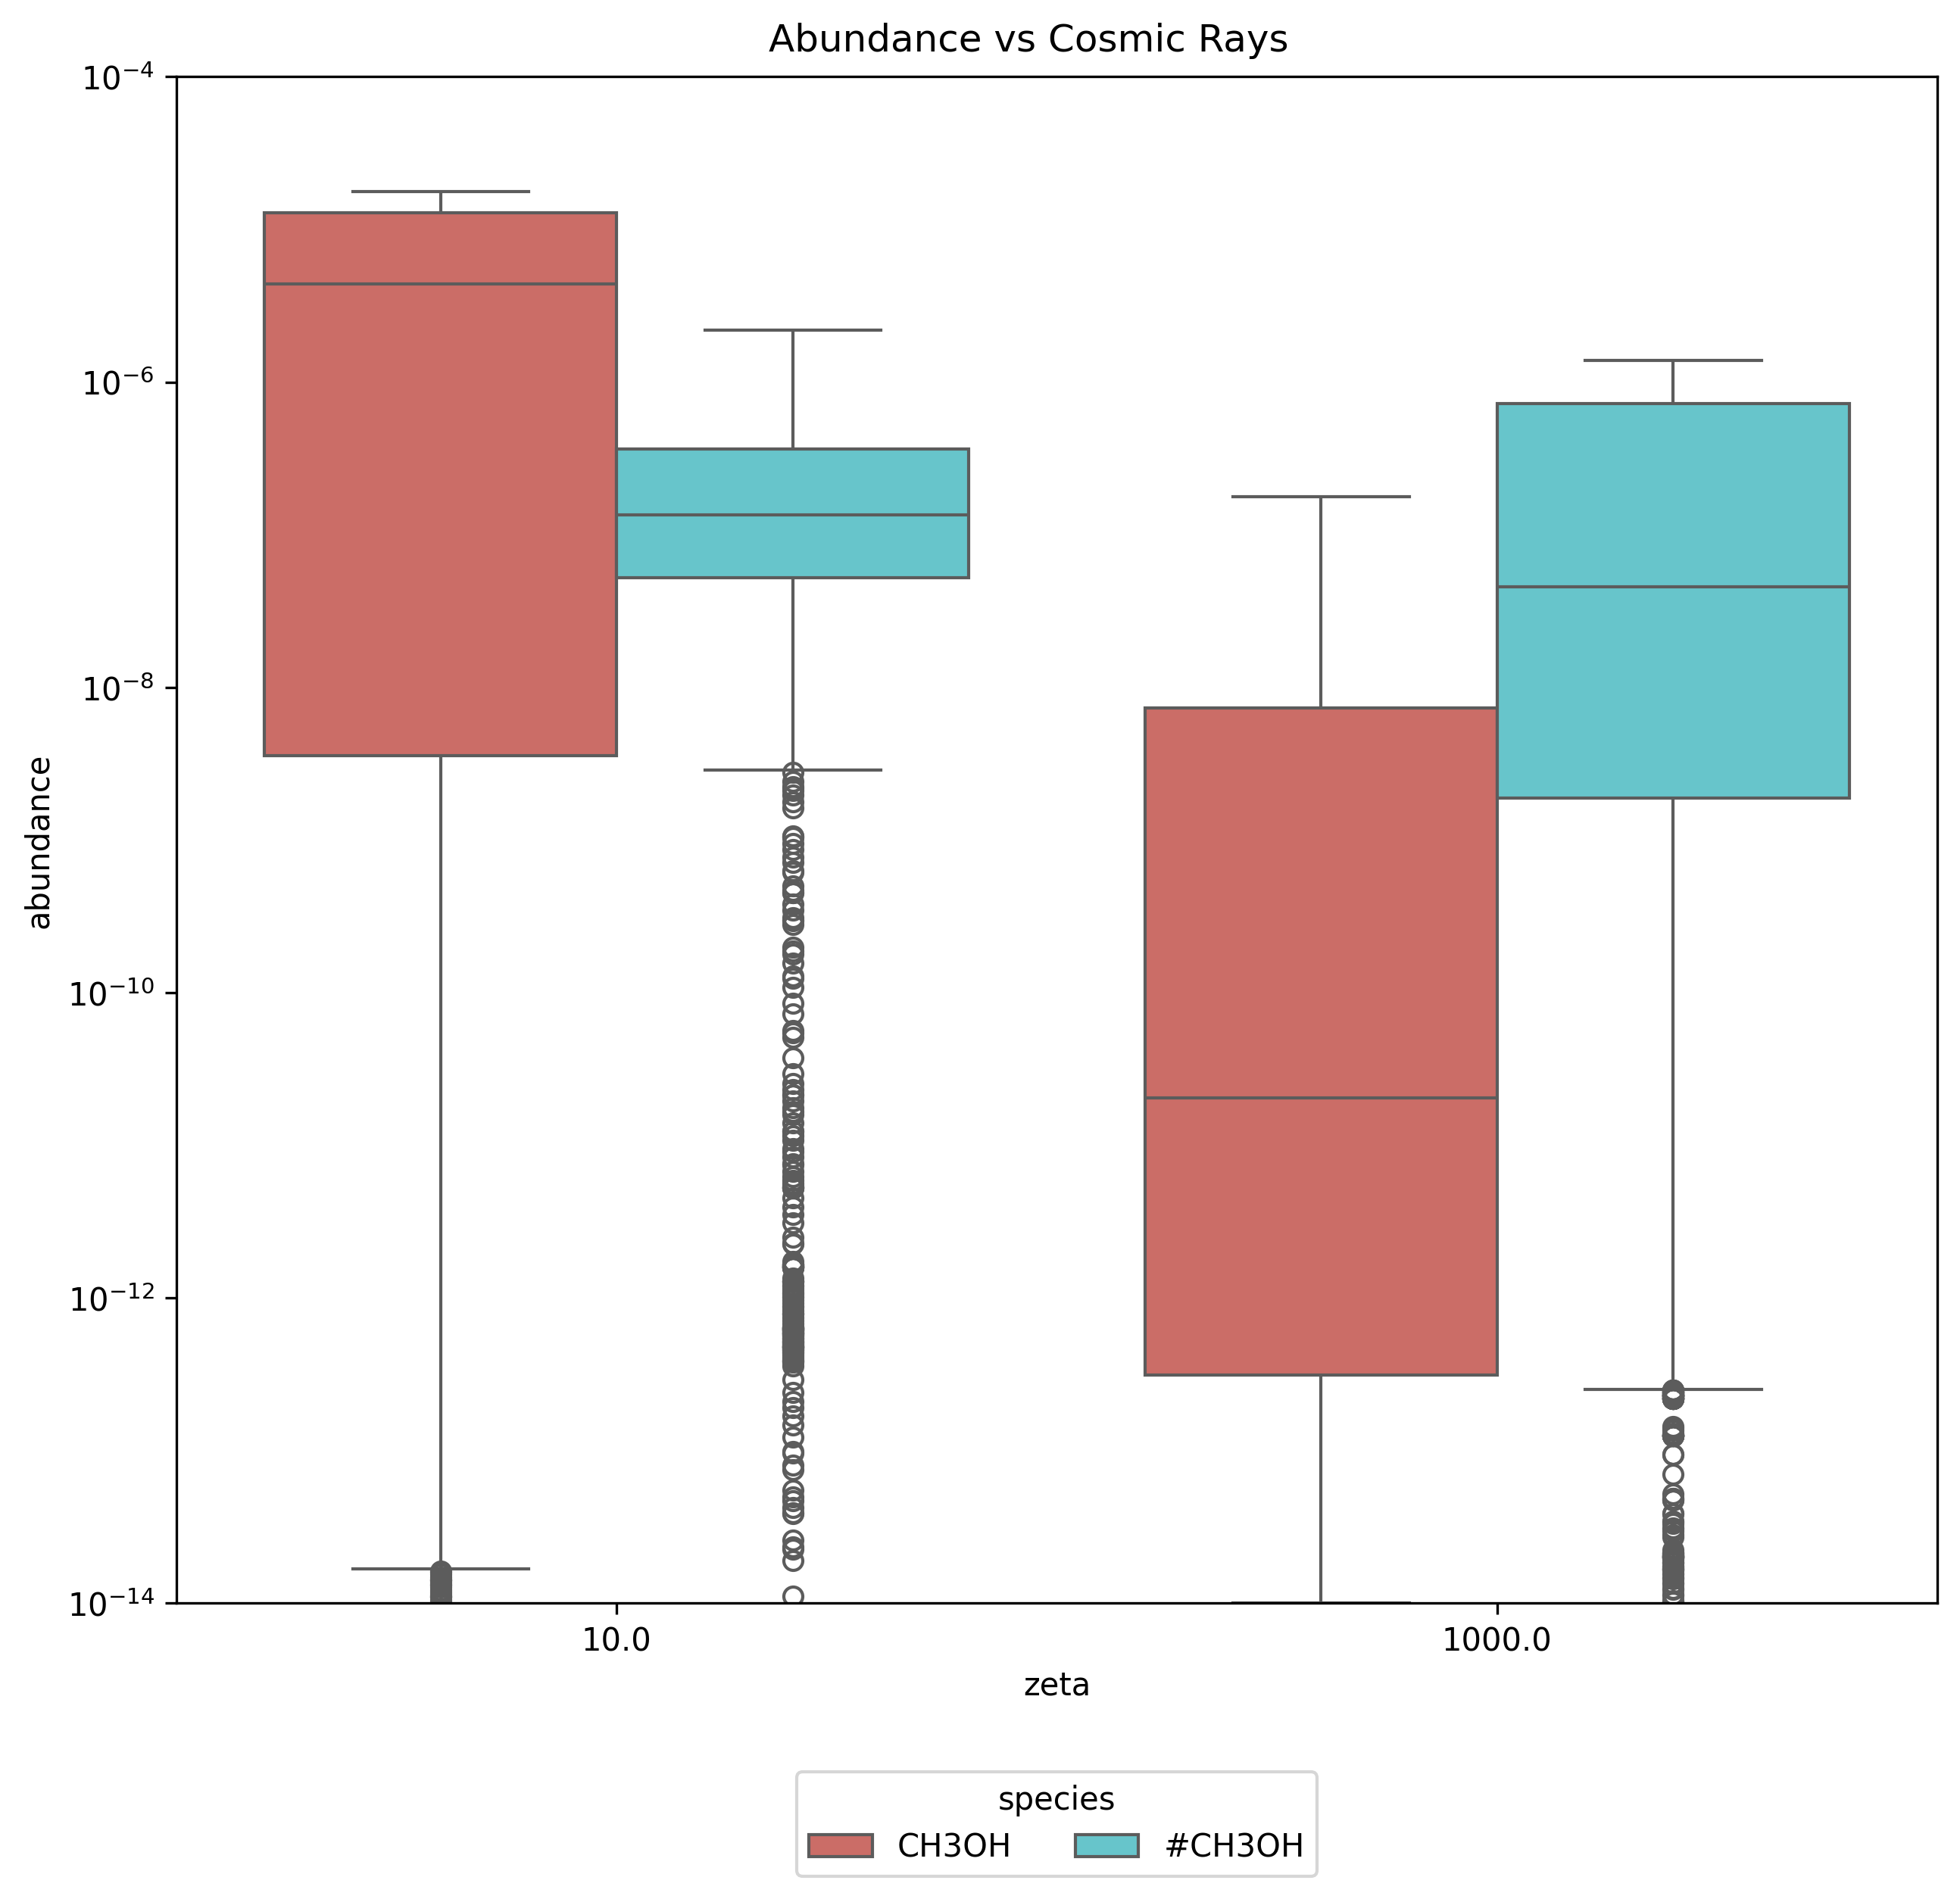 Abundance vs Cosmic Rays
10⁻⁴
10⁻⁶
10⁻⁸
10⁻¹⁰
10⁻¹²
10⁻¹⁴
abundance
10.0 1000.0
zeta
species
CH3OH #CH3OH